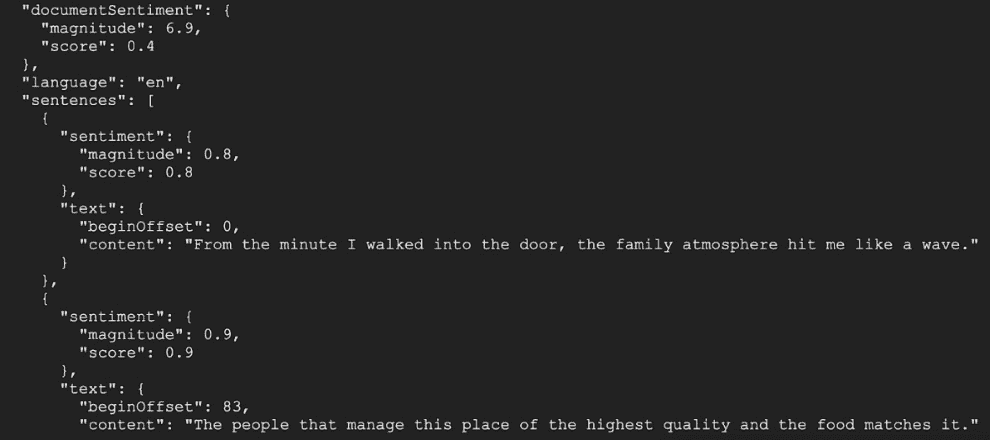 "documentSentiment": {
"magnitude": 6.9,
"score": 0.4
},
"language": "en",
"sentences": [
{
"sentiment": {
"magnitude": 0.8,
"score": 0.8
},
"text": {
"beginOffset": 0,
"content": "From the minute I walked into the door, the family atmosphere hit me like a wave."
}
},
{
"sentiment": {
"magnitude": 0.9,
"score": 0.9
},
"text": {
"beginOffset": 83,
"content": "The people that manage this place of the highest quality and the food matches it."